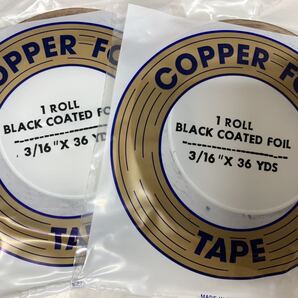 COPPER FO
1 ROLL
BLACK COATED FOIL
3/16" X 36 YDS
TAPE
COPPER FOI
1 ROLL
BLACK COATED FOIL
3/16" X 36 YDS
TAPE
MADE